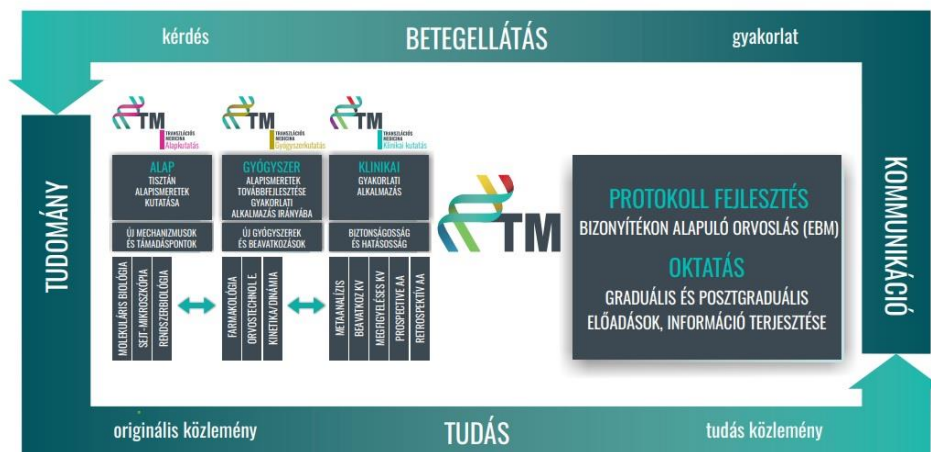 kérdés
BETEGELLÁTÁS
gyakorlat
TUDOMÁNY
TM
TRANSZLÁCIÓS
MEDICINA
Alapkutatás
ALAP
TISZTÁN
ALAPISMERETEK
KUTATÁSA
ÚJ MECHANIZMUSOK
ÉS TÁMADÁSPONTOK
MOLEKULÁRIS BIOLÓGIA
SEJT-MIKROSZKÓPIA
RENDSZERBIOLÓGIA
TM
TRANSZLÁCIÓS
MEDICINA
Gyógyszerkutatás
GYÓGYSZER
ALAPISMERETEK
TOVÁBBFEJLESZTÉSE
GYAKORLATI
ALKALMAZÁS IRÁNYÁBA
ÚJ GYÓGYSZEREK
ÉS BEAVATKOZÁSOK
FARMAKOLÓGIA
ORVOSTECHNOL E.
KINETIKA/DINÁMIA
TM
TRANSZLÁCIÓS
MEDICINA
Klinikai kutatás
KLINIKAI
GYAKORLATI
ALKALMAZÁS
BIZTONSÁGOSSÁG
ÉS HATÁSOSSÁG
METAANALÍZIS
BEAVATKOZ KV
MEGFIGYELÉSES KV
PROSPECTIVE AA
RETROSPEKTÍV AA
TM
PROTOKOLL FEJLESZTÉS
BIZONYÍTÉKON ALAPULÓ ORVOSLÁS (EBM)
OKTATÁS
GRADUÁLIS ÉS POSZTGRADUÁLIS
ELŐADÁSOK, INFORMÁCIÓ TERJESZTÉSE
KOMMUNIKÁCIÓ
originális közlemény
TUDÁS
tudás közlemény